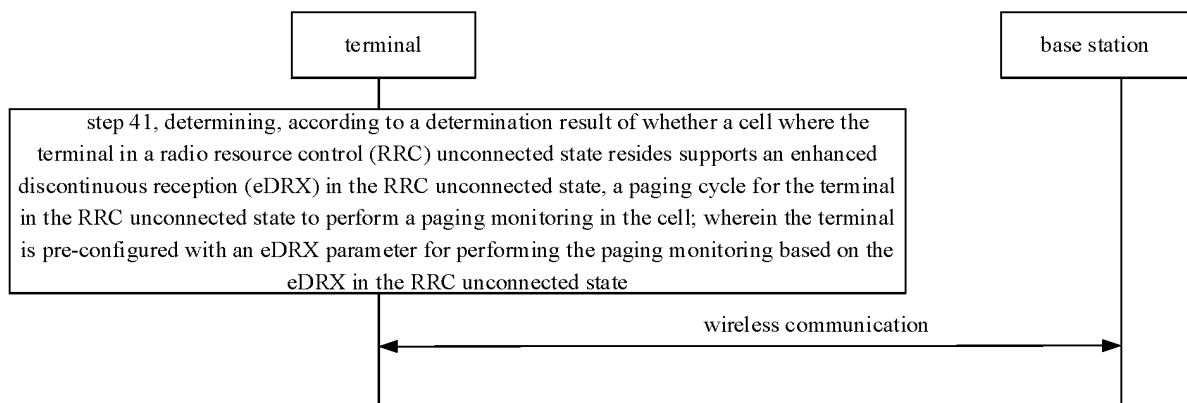 terminal
base station
step 41, determining, according to a determination result of whether a cell where the
terminal in a radio resource control (RRC) unconnected state resides supports an enhanced
discontinuous reception (eDRX) in the RRC unconnected state, a paging cycle for the terminal
in the RRC unconnected state to perform a paging monitoring in the cell; wherein the terminal
is pre-configured with an eDRX parameter for performing the paging monitoring based on the
eDRX in the RRC unconnected state
wireless communication